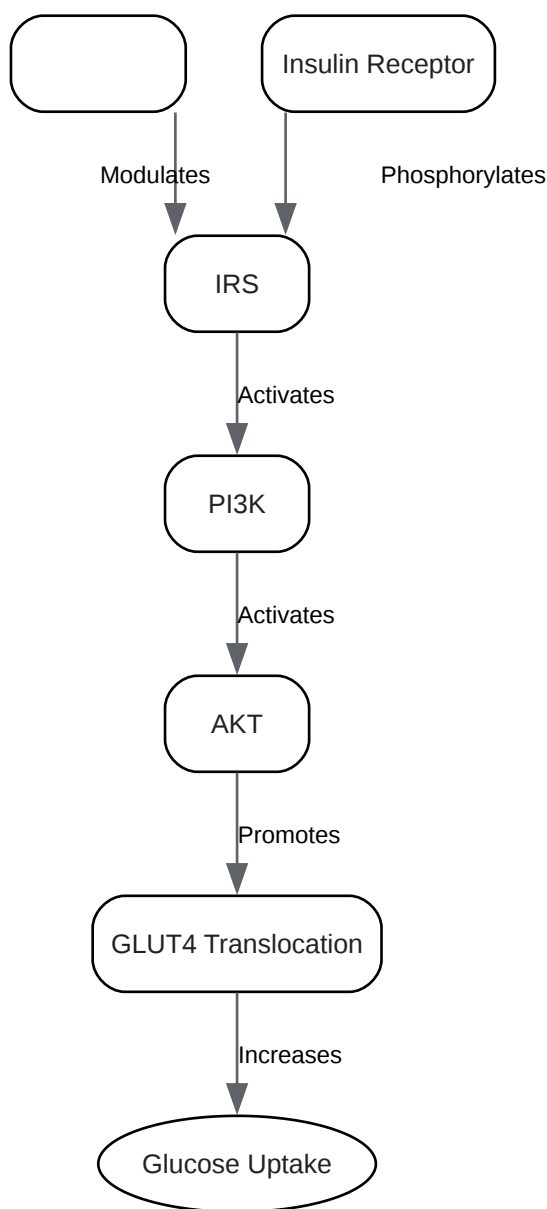 Insulin Receptor
Modulates
Phosphorylates
IRS
Activates
PI3K
Activates
AKT
Promotes
GLUT4 Translocation
Increases
Glucose Uptake